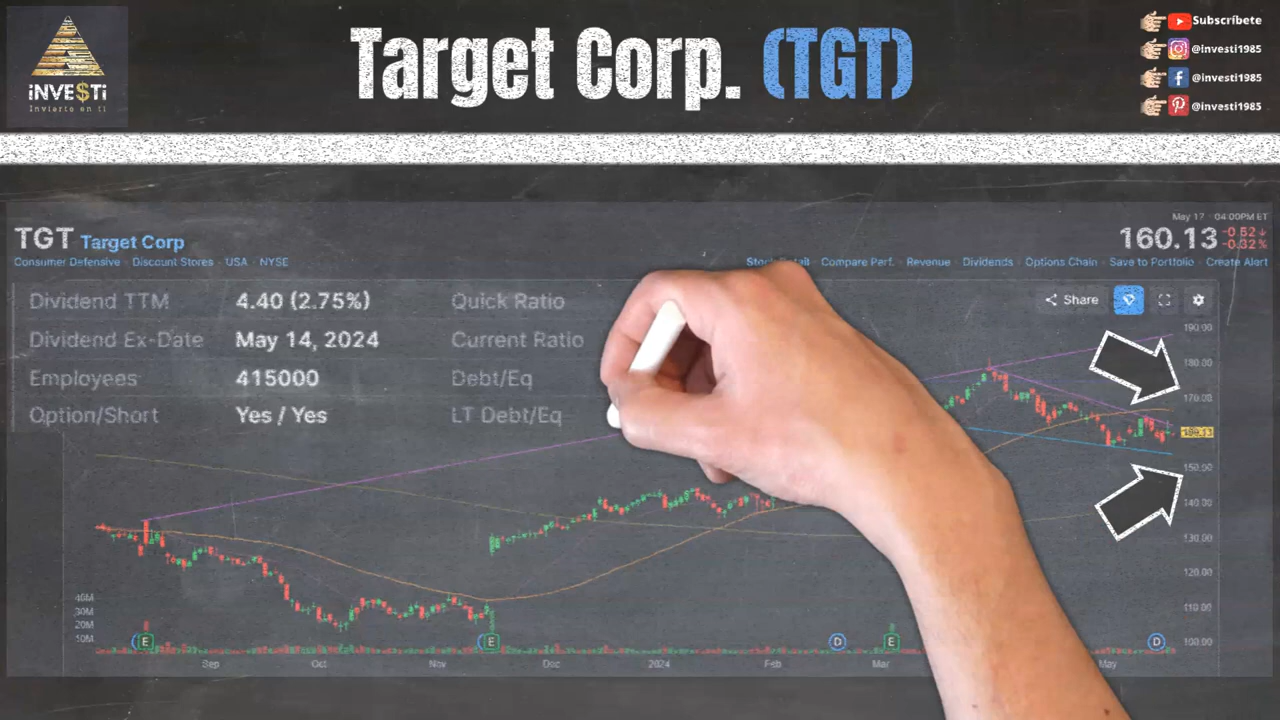 iNVE$Ti
Invierto en ti
Target Corp. (TGT)
Subscríbete
@investi1985
@investi1985
@investi1985
TGT Target Corp
Consumer Defensive · Discount Stores · USA · NYSE
May 17 · 04:00PM ET
160.13 -0.52↓
-0.32%
Compare Perf. · Revenue · Dividends · Options Chain · Save to Portfolio · Create Alert
Dividend TTM 4.40 (2.75%) Quick Ratio
Dividend Ex-Date May 14, 2024 Current Ratio
Employees 415000 Debt/Eq
Option/Short Yes / Yes LT Debt/Eq
Share
190.00
180.00
170.00
160.13
150.00
140.00
130.00
120.00
110.00
100.00
40M
30M
20M
10M
E E D E D
Sep Oct Nov Dec 2024 Feb Mar May